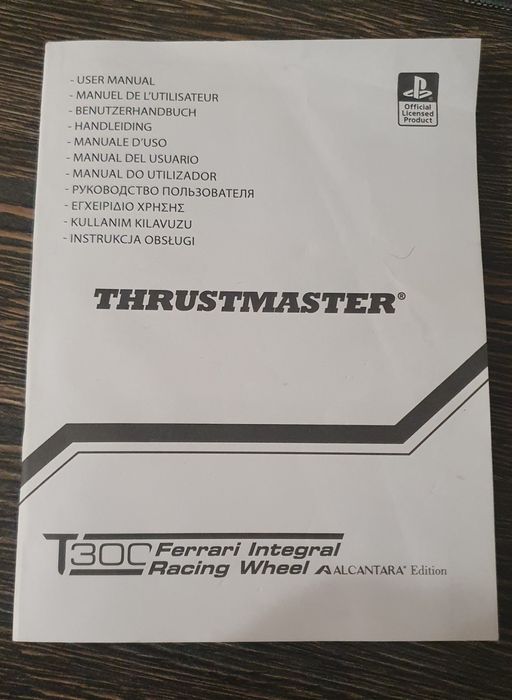 - USER MANUAL
- MANUEL DE L'UTILISATEUR
- BENUTZERHANDBUCH
- HANDLEIDING
- MANUALE D'USO
- MANUAL DEL USUARIO
- MANUAL DO UTILIZADOR
- РУКОВОДСТВО ПОЛЬЗОВАТЕЛЯ
- ΕΓΧΕΙΡΙΔΙΟ ΧΡΗΣΗΣ
- KULLANIM KILAVUZU
- INSTRUKCJA OBSŁUGI
Official
Licensed
Product
THRUSTMASTER®
T300 Ferrari Integral
Racing Wheel ALCANTARA® Edition